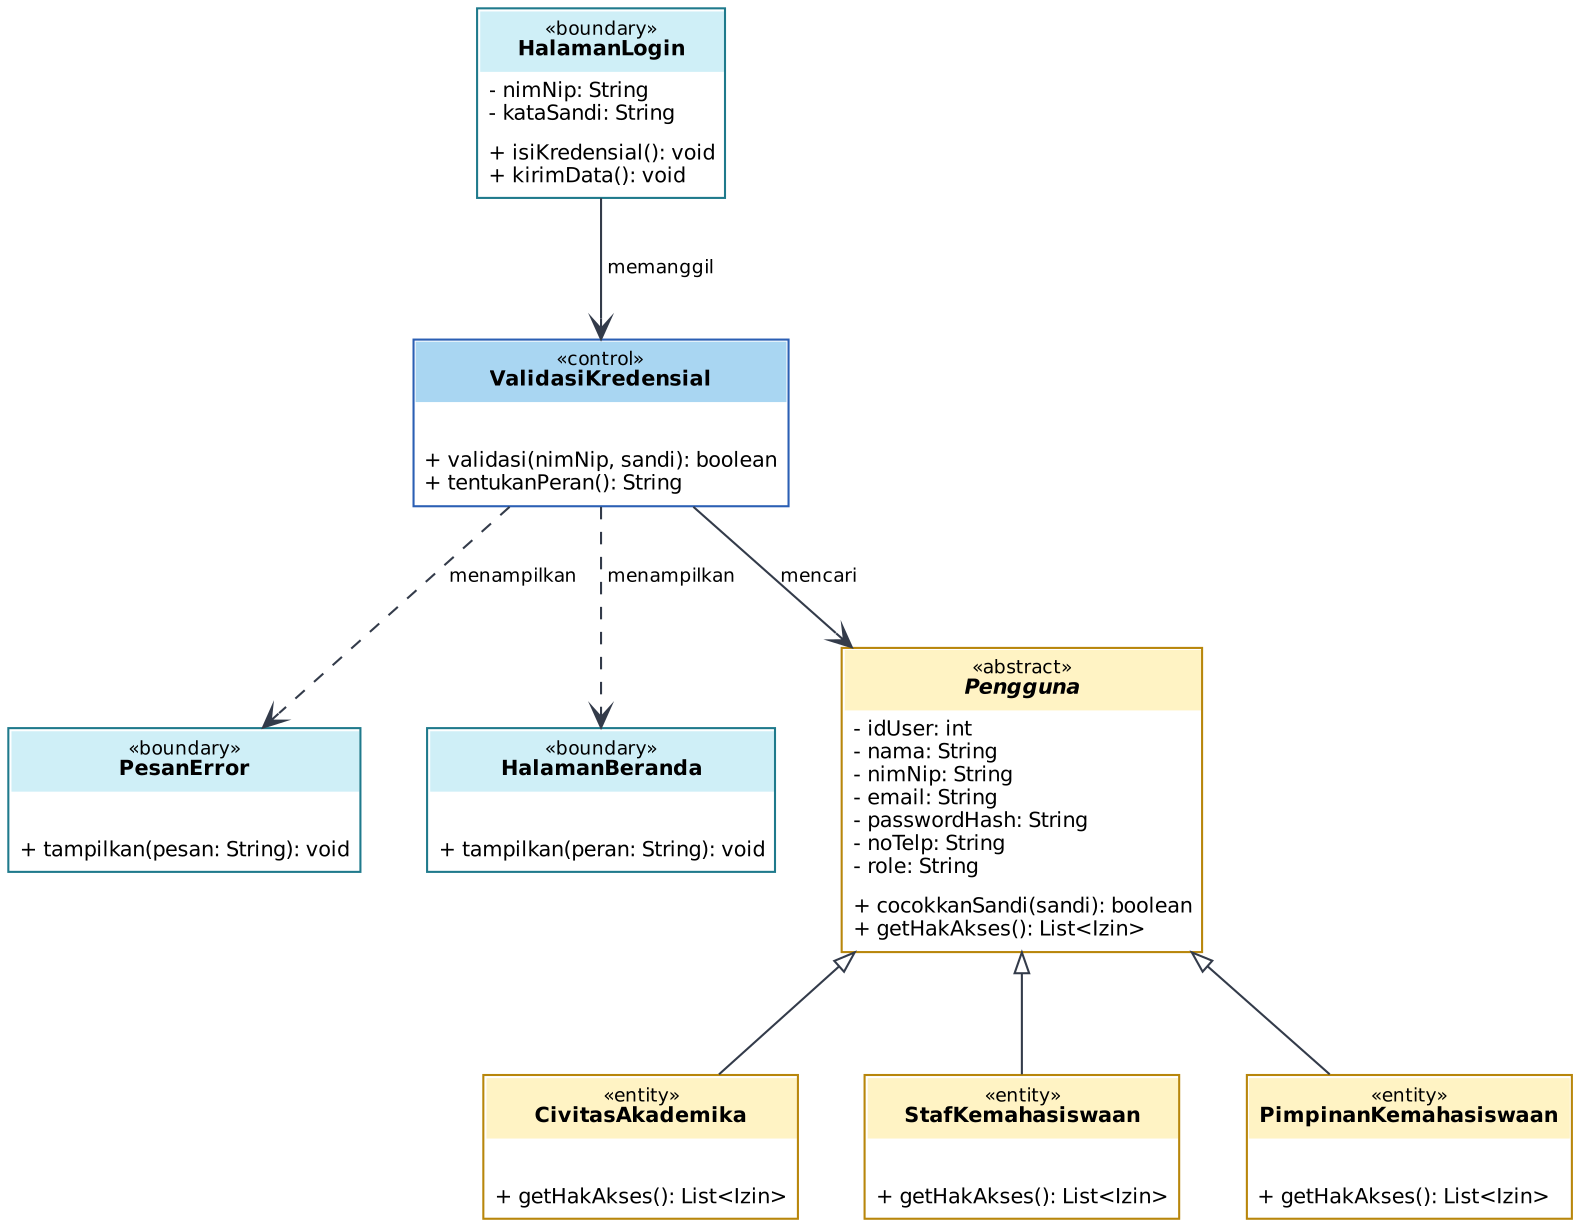 «boundary»
HalamanLogin
- nimNip: String
- kataSandi: String
+ isiKredensial(): void
+ kirimData(): void
memanggil
«control»
ValidasiKredensial
+ validasi(nimNip, sandi): boolean
+ tentukanPeran(): String
menampilkan
menampilkan
mencari
«boundary»
PesanError
+ tampilkan(pesan: String): void
«boundary»
HalamanBeranda
+ tampilkan(peran: String): void
«abstract»
Pengguna
- idUser: int
- nama: String
- nimNip: String
- email: String
- passwordHash: String
- noTelp: String
- role: String
+ cocokkanSandi(sandi): boolean
+ getHakAkses(): List<Izin>
«entity»
CivitasAkademika
+ getHakAkses(): List<Izin>
«entity»
StafKemahasiswaan
+ getHakAkses(): List<Izin>
«entity»
PimpinanKemahasiswaan
+ getHakAkses(): List<Izin>